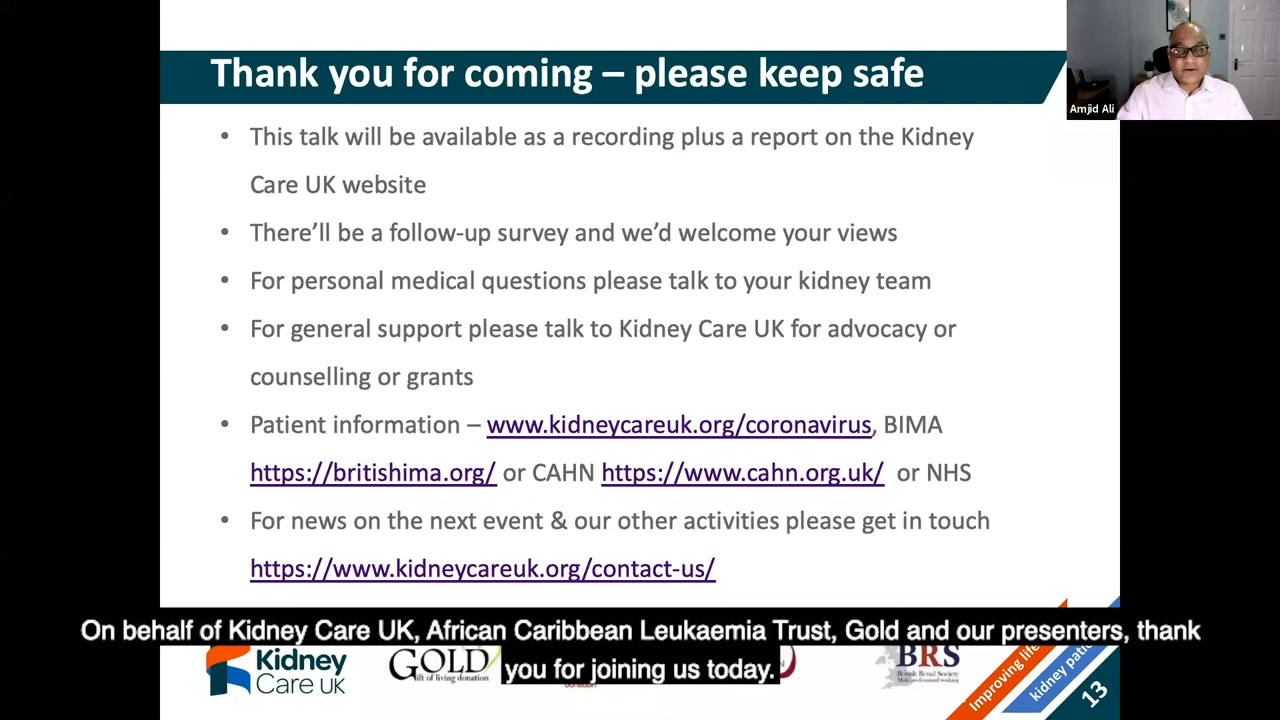 Thank you for coming – please keep safe
Amjid Ali
• This talk will be available as a recording plus a report on the Kidney
Care UK website
• There’ll be a follow-up survey and we’d welcome your views
• For personal medical questions please talk to your kidney team
• For general support please talk to Kidney Care UK for advocacy or
counselling or grants
• Patient information – www.kidneycareuk.org/coronavirus, BIMA
https://britishima.org/ or CAHN https://www.cahn.org.uk/ or NHS
• For news on the next event & our other activities please get in touch
https://www.kidneycareuk.org/contact-us/
On behalf of Kidney Care UK, African Caribbean Leukaemia Trust, Gold and our presenters, thank
you for joining us today.
Kidney
Care UK
GOLD
gift of living donation
BRS
British Renal Society
Improving life
kidney pati
13